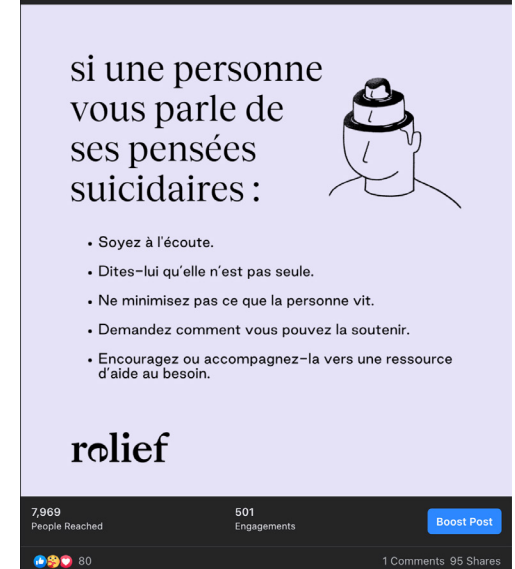 si une personne
vous parle de
ses pensées
suicidaires :
• Soyez à l'écoute.
• Dites-lui qu'elle n'est pas seule.
• Ne minimisez pas ce que la personne vit.
• Demandez comment vous pouvez la soutenir.
• Encouragez ou accompagnez-la vers une ressource
d'aide au besoin.
relief
7,969 501
People Reached Engagements
Boost Post
80 1 Comments 95 Shares